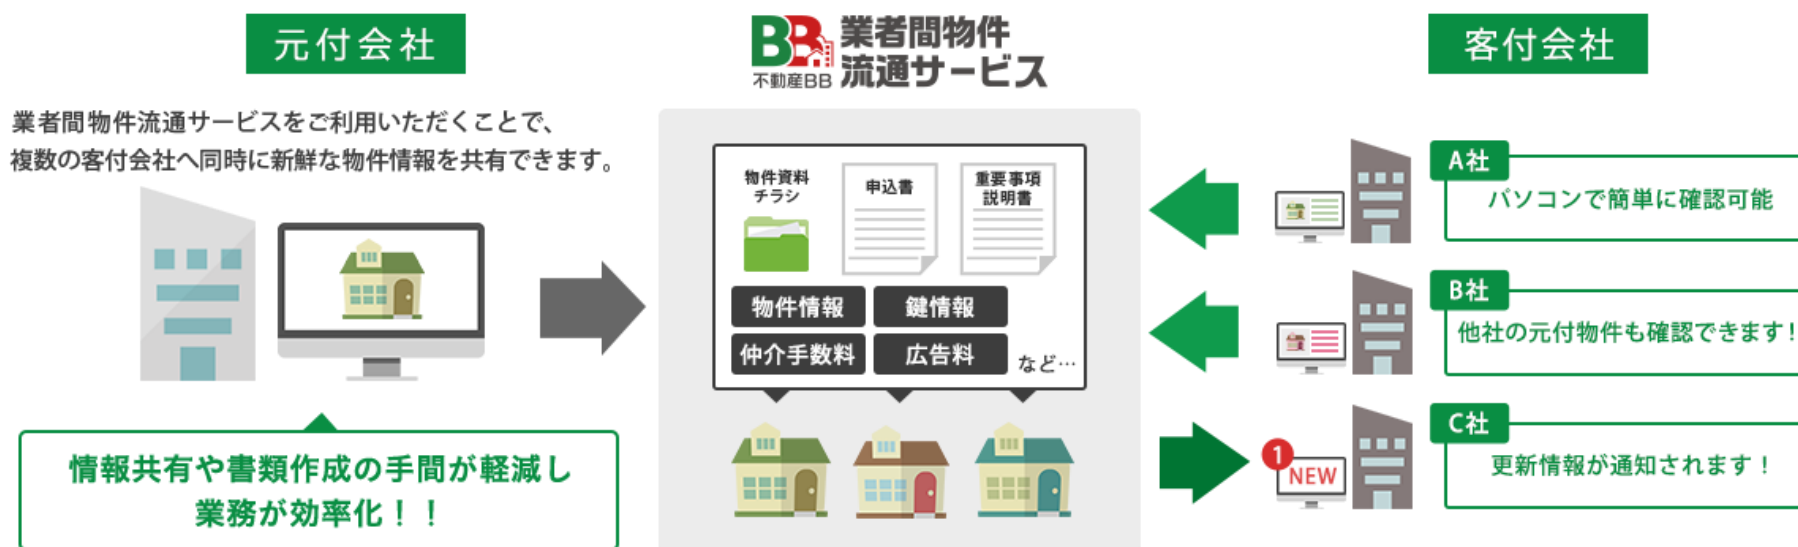 元付会社
業者間物件流通サービスをご利用いただくことで、
複数の客付会社へ同時に新鮮な物件情報を共有できます。
情報共有や書類作成の手間が軽減し
業務が効率化！！
BB
不動産BB
業者間物件
流通サービス
物件資料
チラシ
申込書
重要事項
説明書
物件情報
鍵情報
仲介手数料
広告料
など…
客付会社
A社
パソコンで簡単に確認可能
B社
他社の元付物件も確認できます！
C社
1
NEW
更新情報が通知されます！